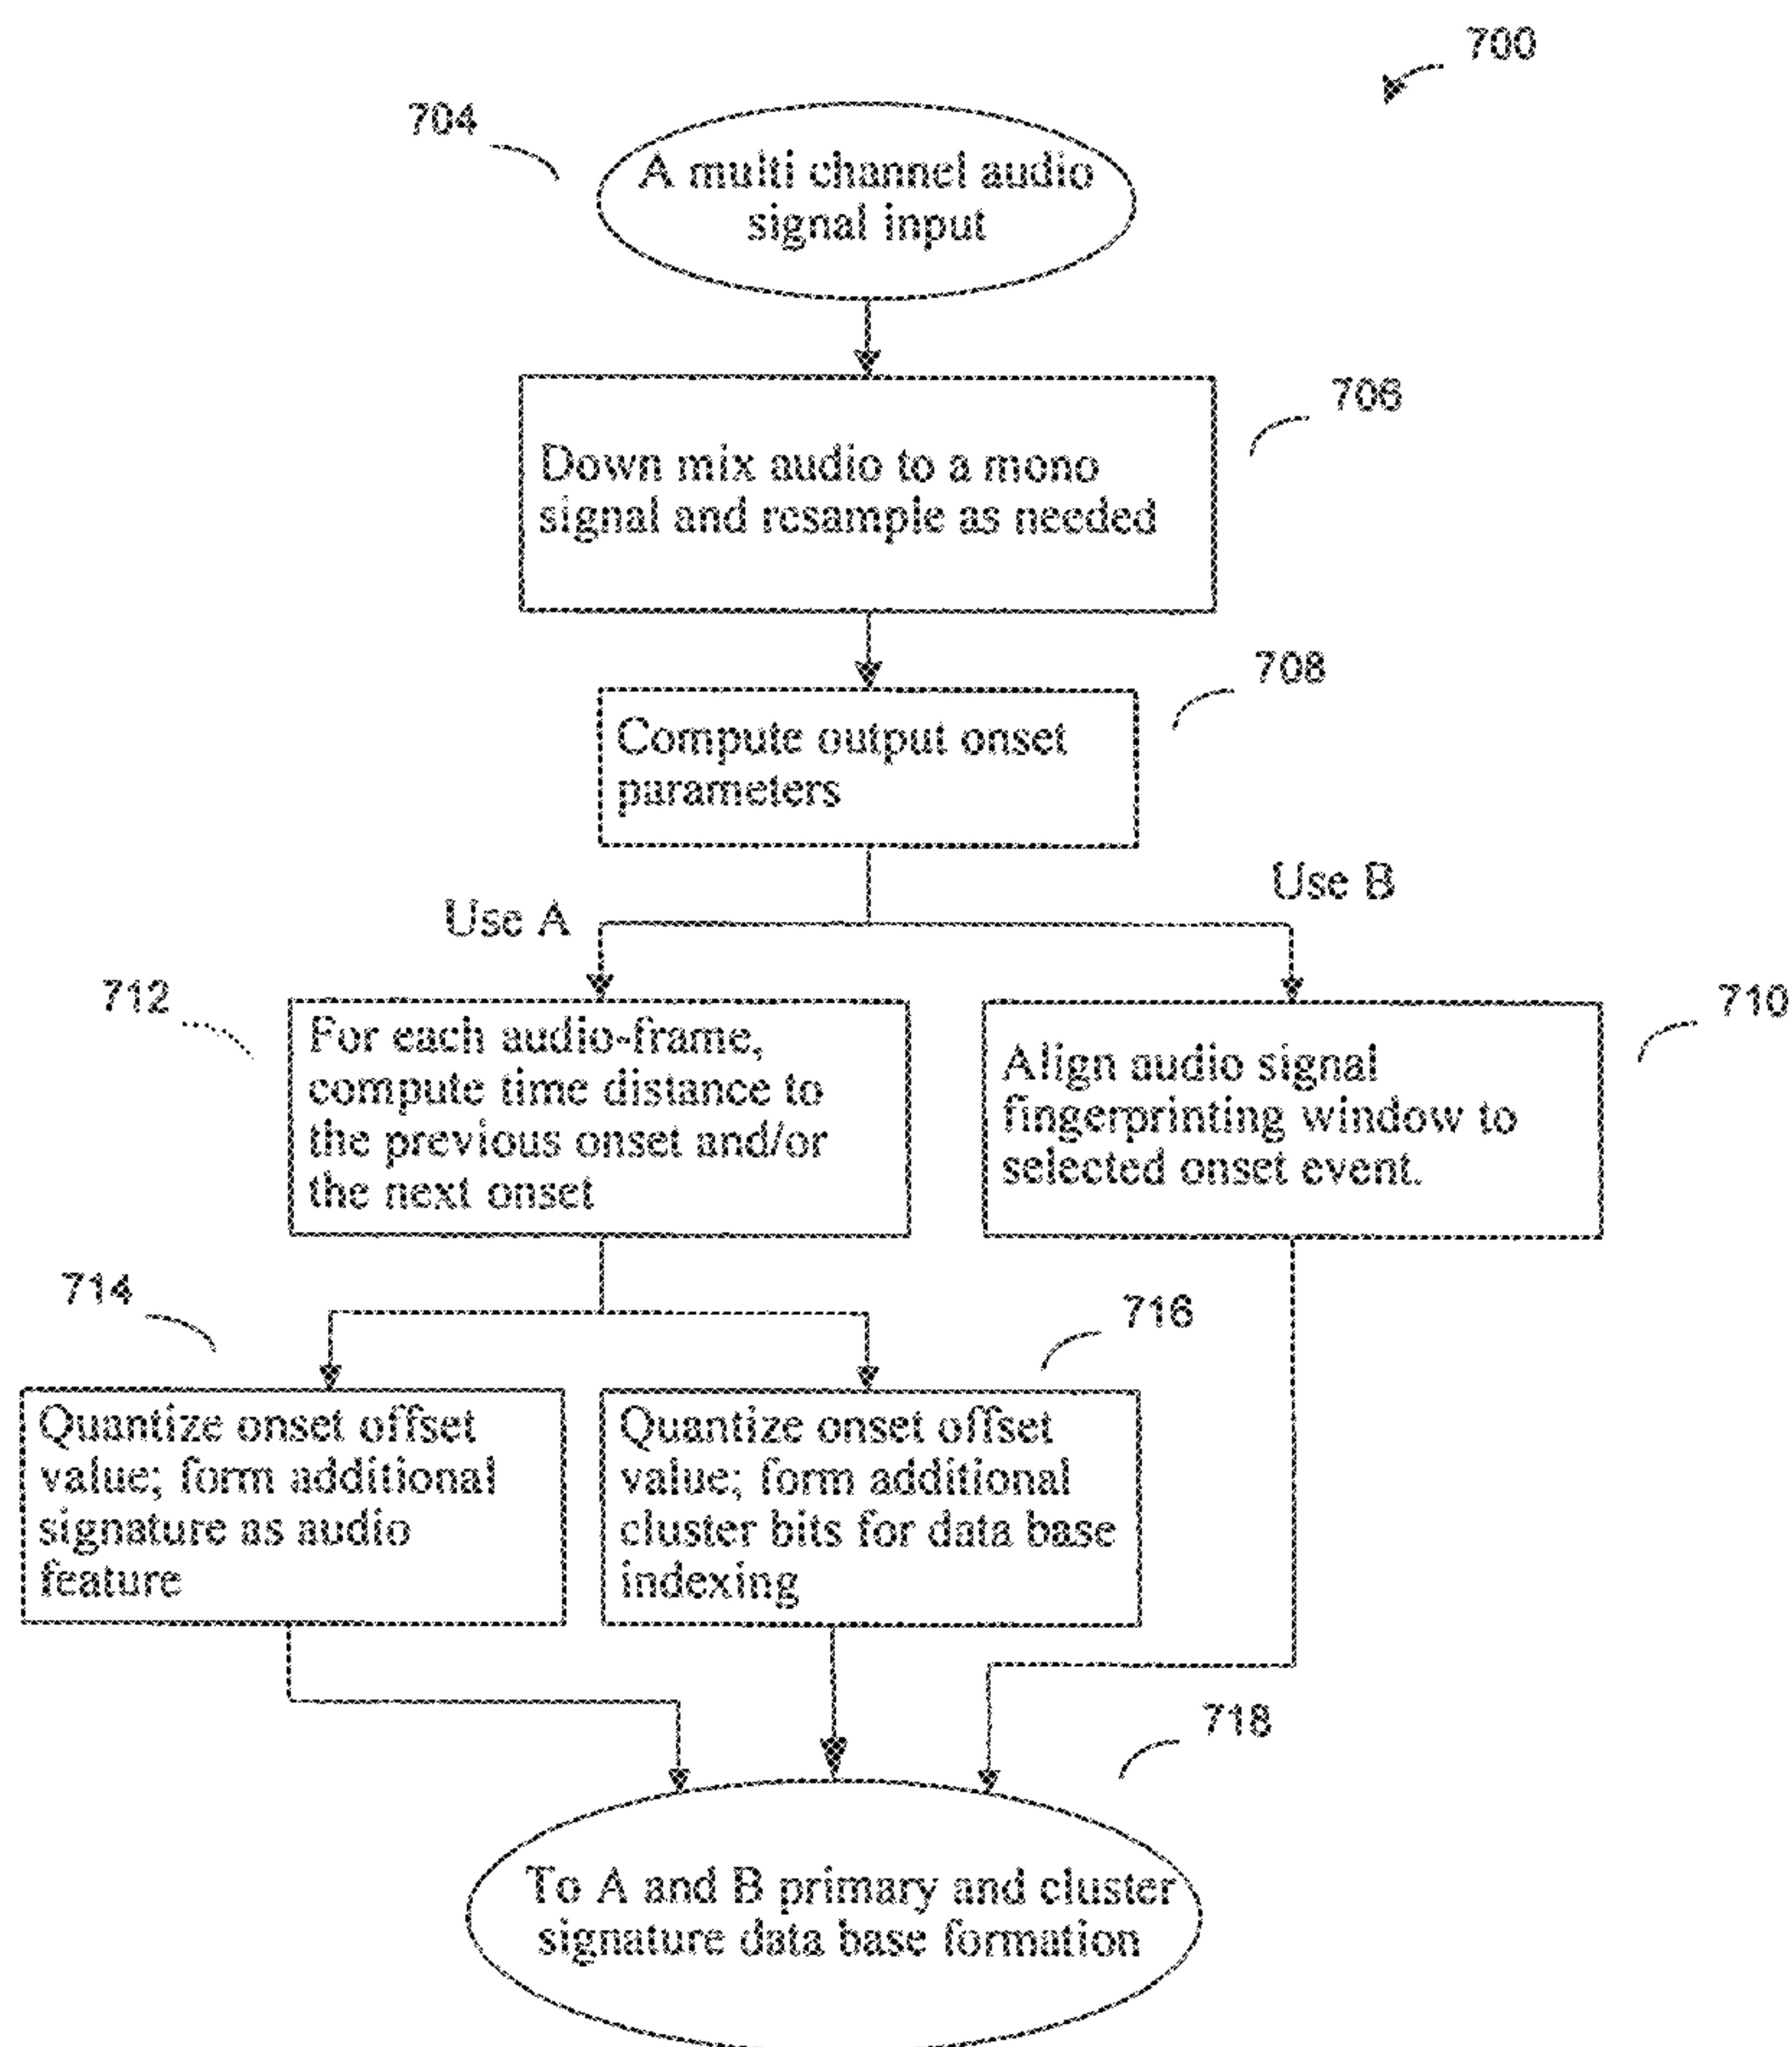 700
704
A multi channel audio
signal input
706
Down mix audio to a mono
signal and resample as needed
708
Compute output onset
parameters
Use A
Use B
712
For each audio-frame,
compute time distance to
the previous onset and/or
the next onset
710
Align audio signal
fingerprinting window to
selected onset event.
714
Quantize onset offset
value; form additional
signature as audio
feature
716
Quantize onset offset
value; form additional
cluster bits for data base
indexing
718
To A and B primary and cluster
signature data base formation